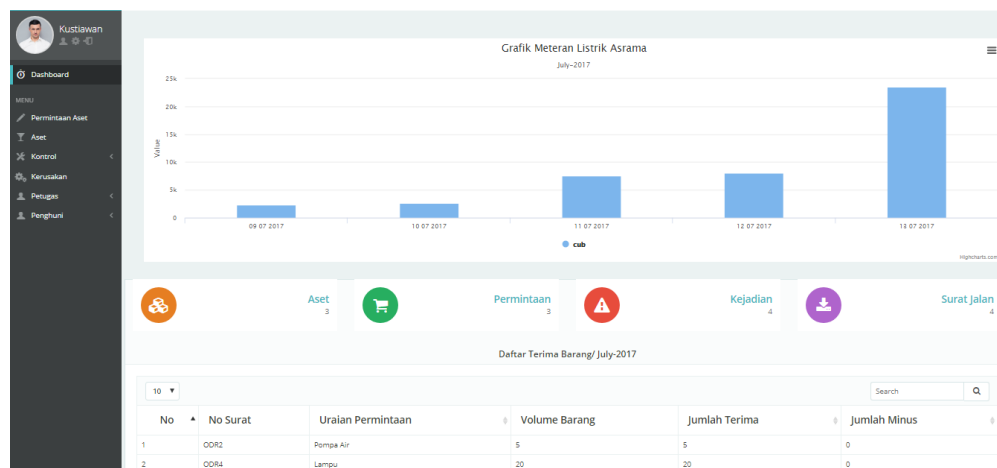 Kustiawan
Dashboard
MENU
Permintaan Aset
Aset
Kontrol
Kerusakan
Petugas
Penghuni
Grafik Meteran Listrik Asrama
July-2017
Value
25k
20k
15k
10k
5k
0
09 07 2017 10 07 2017 11 07 2017 12 07 2017 18 07 2017
cub
Highcharts.com
Aset
3
Permintaan
3
Kejadian
4
Surat Jalan
4
Daftar Terima Barang/ July-2017
10
Search
No No Surat Uraian Permintaan Volume Barang Jumlah Terima Jumlah Minus
1 ODR2 Pompa Air 5 5 0
2 ODR4 Lampu 20 20 0